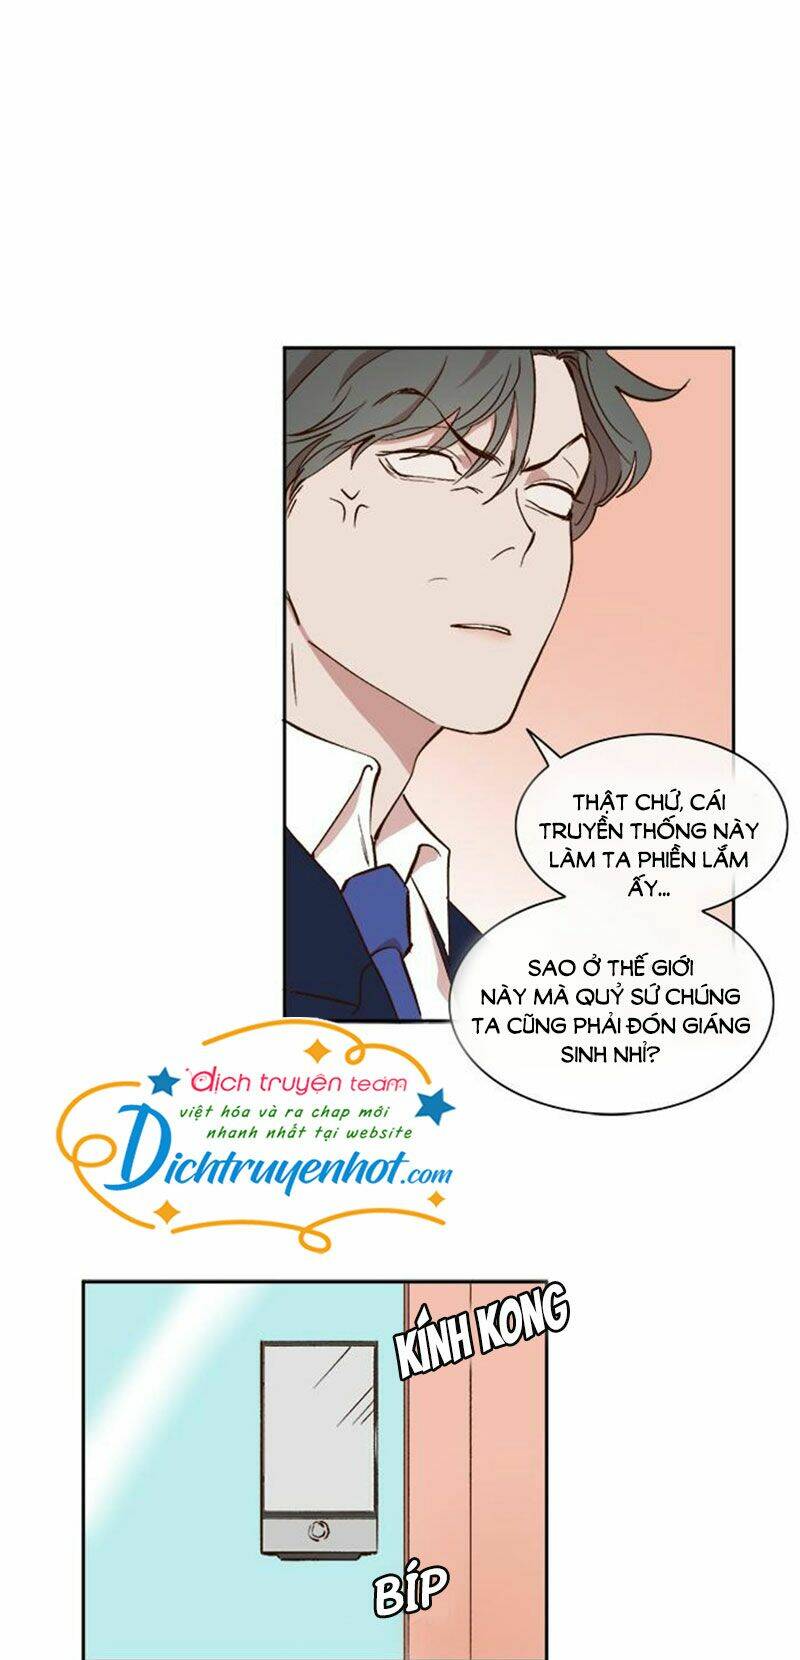 THẬT CHỨ, CÁI
TRUYỀN THỐNG NÀY
LÀM TA PHIỀN LẮM
ẤY...
SAO Ở THẾ GIỚI
NÀY MÀ QUỶ SỨ CHÚNG
TA CŨNG PHẢI ĐÓN GIÁNG
SINH NHỈ?
dịch truyện team
việt hóa và ra chap mới
nhanh nhất tại website
Dichtruyenhot.com
KÍNH KONG
BÍP